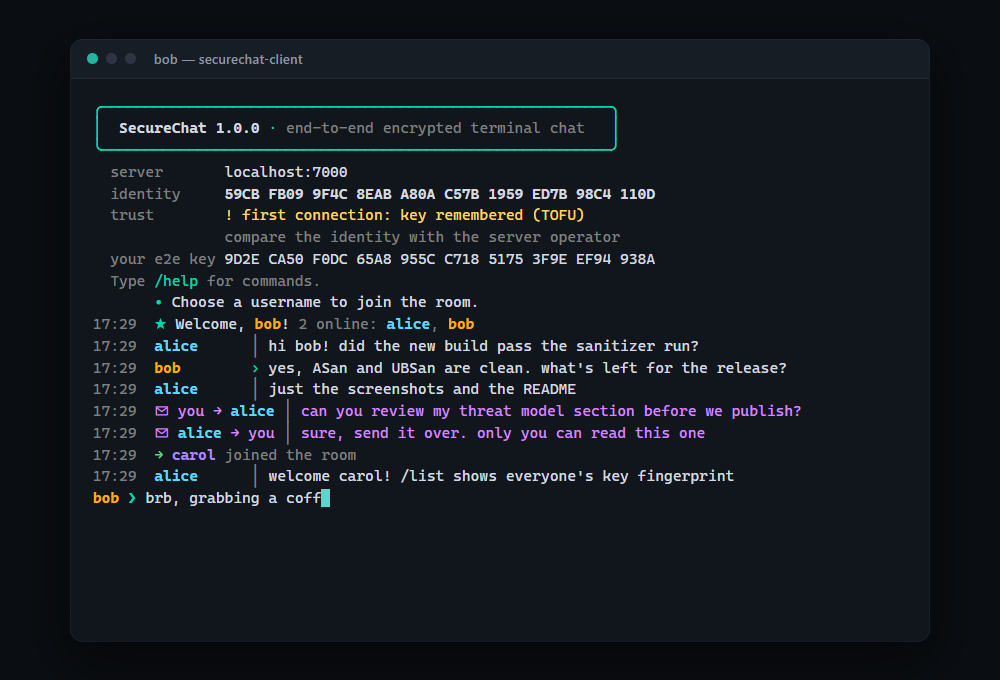 bob — securechat-client
SecureChat 1.0.0 · end-to-end encrypted terminal chat
server localhost:7000
identity 59CB FB09 9F4C 8EAB A80A C57B 1959 ED7B 98C4 110D
trust ! first connection: key remembered (TOFU)
compare the identity with the server operator
your e2e key 9D2E CA50 F0DC 65A8 955C C718 5175 3F9E EF94 938A
Type /help for commands.
• Choose a username to join the room.
17:29 ★ Welcome, bob! 2 online: alice, bob
17:29 alice │ hi bob! did the new build pass the sanitizer run?
17:29 bob › yes, ASan and UBSan are clean. what's left for the release?
17:29 alice │ just the screenshots and the README
17:29 ✉ you → alice │ can you review my threat model section before we publish?
17:29 ✉ alice → you │ sure, send it over. only you can read this one
17:29 → carol joined the room
17:29 alice │ welcome carol! /list shows everyone's key fingerprint
bob ❯ brb, grabbing a coff